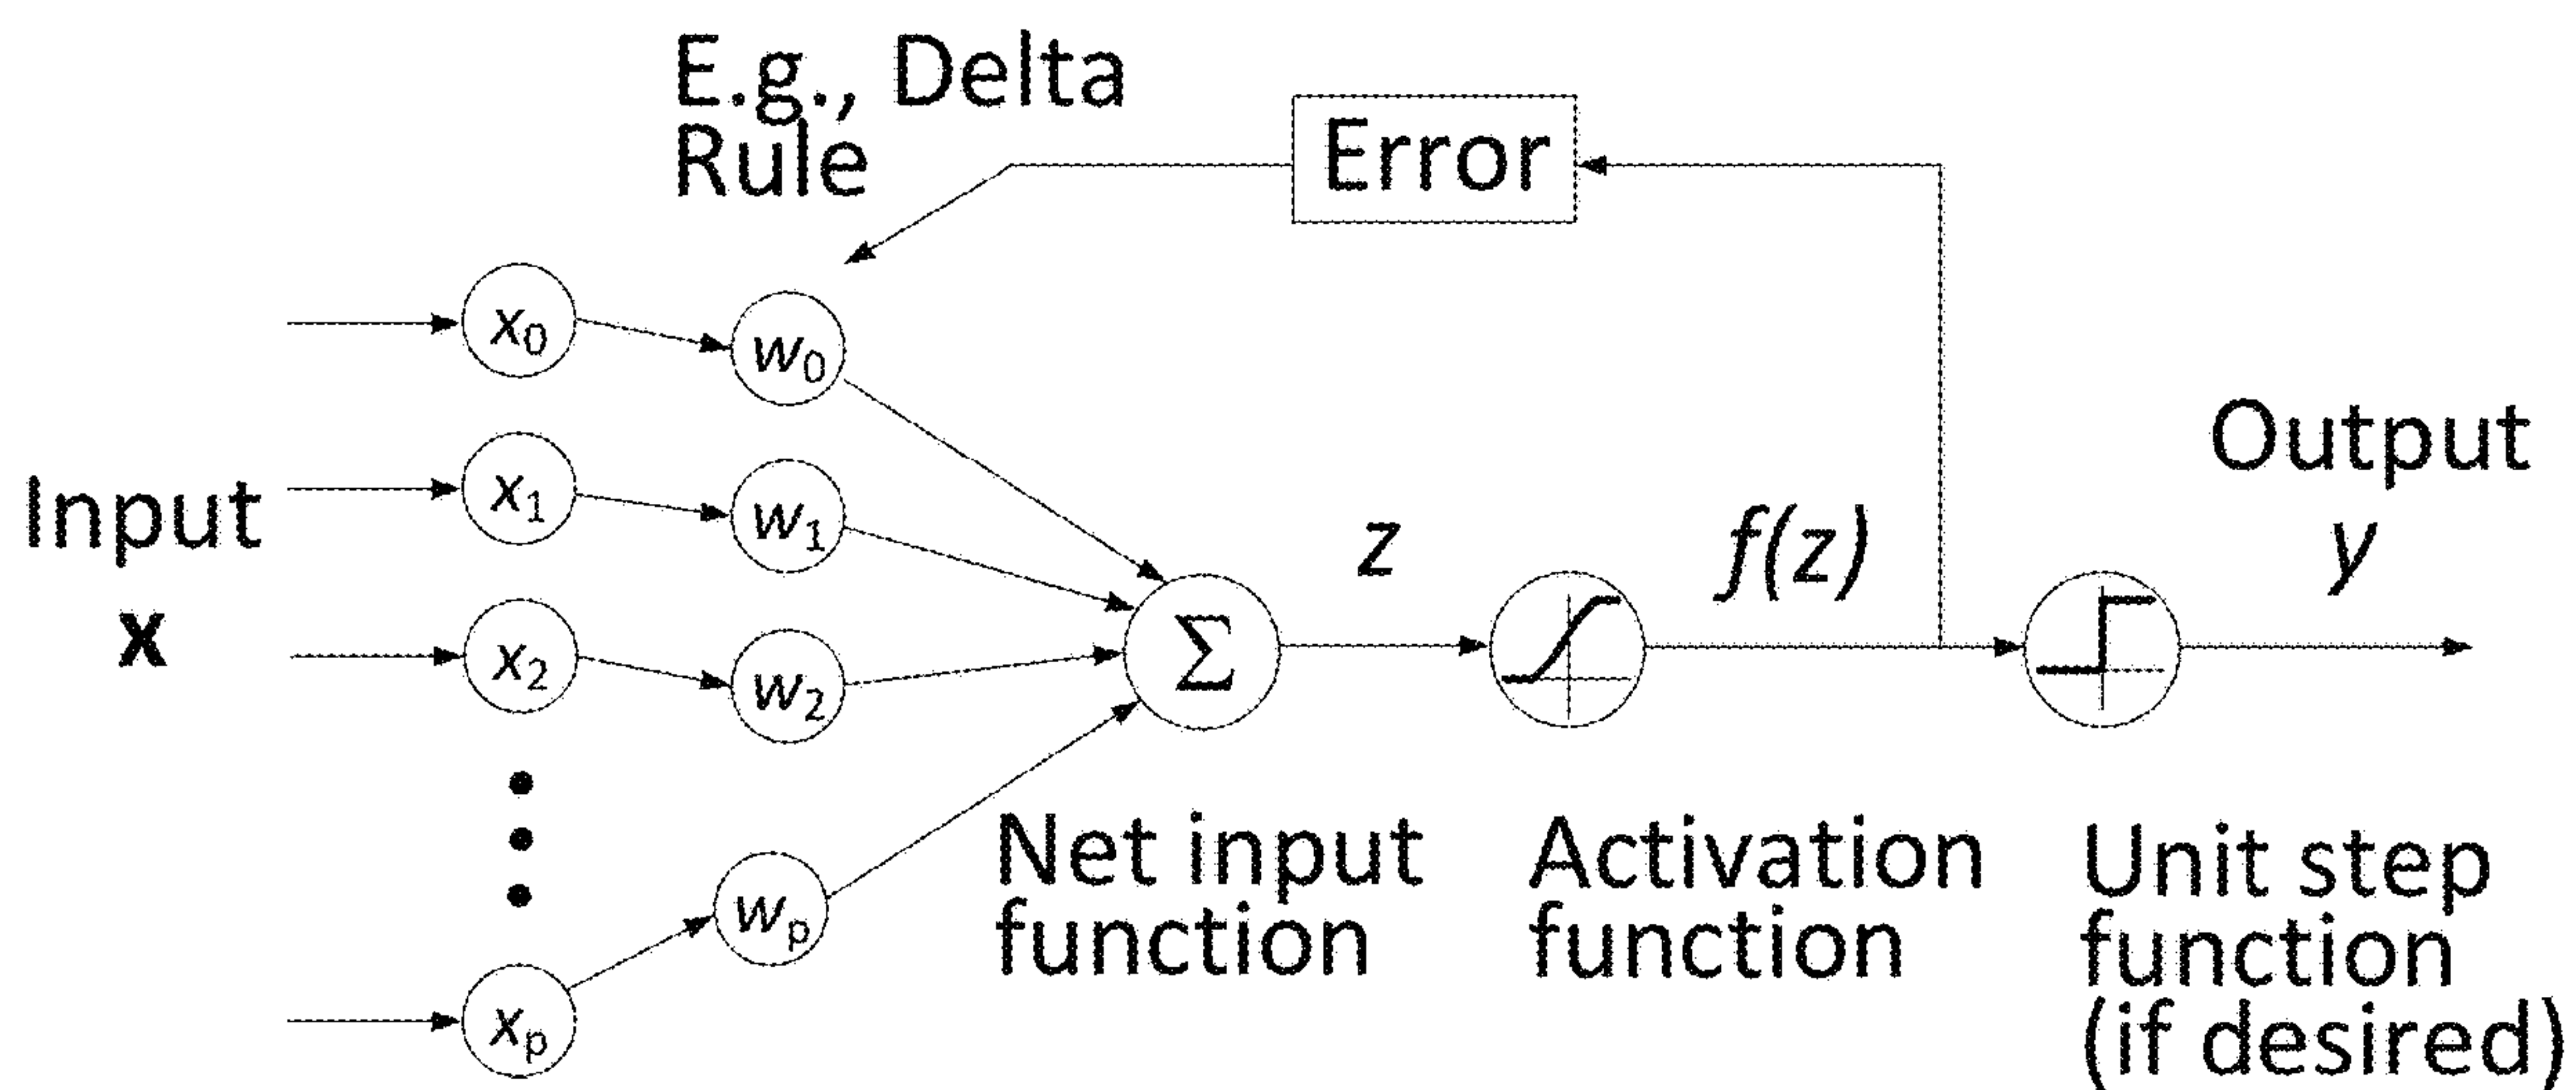 E.g., Delta
Rule
Error
x0
w0
x1
w1
x2
w2
xp
wp
Input
x
Σ
z
f(z)
Output
y
Net input
function
Activation
function
Unit step
function
(if desired)